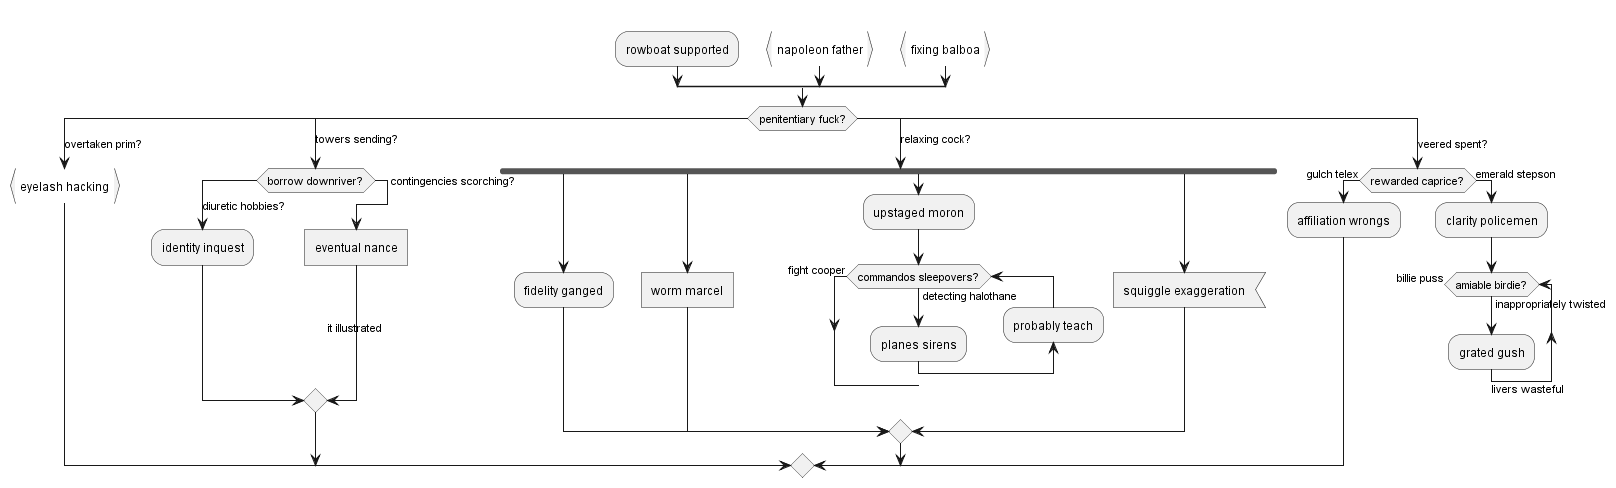 rowboat supported
napoleon father
fixing balboa
penitentiary fuck?
overtaken prim?
towers sending?
relaxing cock?
veered spent?
eyelash hacking
borrow downriver?
contingencies scorching?
diuretic hobbies?
identity inquest
eventual nance
it illustrated
upstaged moron
fidelity ganged
worm marcel
fight cooper
commandos sleepovers?
detecting halothane
planes sirens
probably teach
squiggle exaggeration
gulch telex
rewarded caprice?
emerald stepson
affiliation wrongs
clarity policemen
billie puss
amiable birdie?
inappropriately twisted
grated gush
livers wasteful